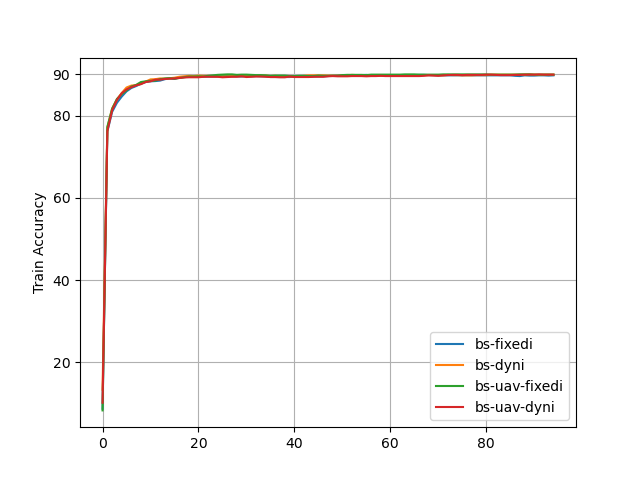 90
80
60
40
20
Train Accuracy
bs-fixedi
bs-dyni
bs-uav-fixedi
bs-uav-dyni
0 20 40 60 80